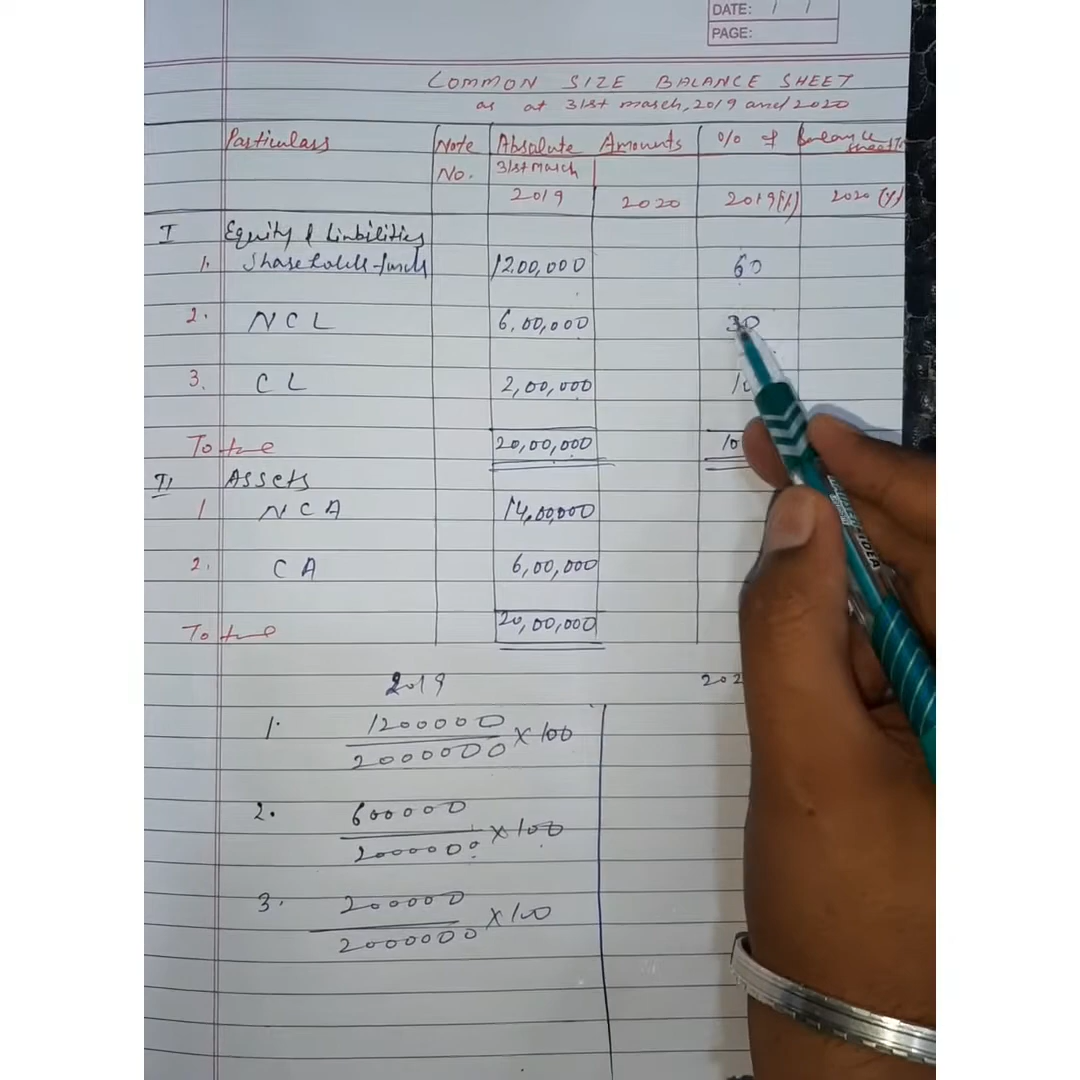 DATE: / /
PAGE:
COMMON SIZE BALANCE SHEET
as at 31st march, 2019 and 2020
Particulars Note No. Absolute Amounts % of Balance sheet
31st March
2019 2020 2019(%) 2020(%)
I Equity & Liabilities
1. Shareholders funds 1200,000 60
2. NCL 6,00,000 30
3. CL 2,00,000 10
Total 20,00,000 10
II Assets
1 NCA 14,00,000
2. CA 6,00,000
Total 20,00,000
2019 202
1. 1200000
2000000 × 100
2. 600000
2000000 × 100
3. 200000
2000000 × 100